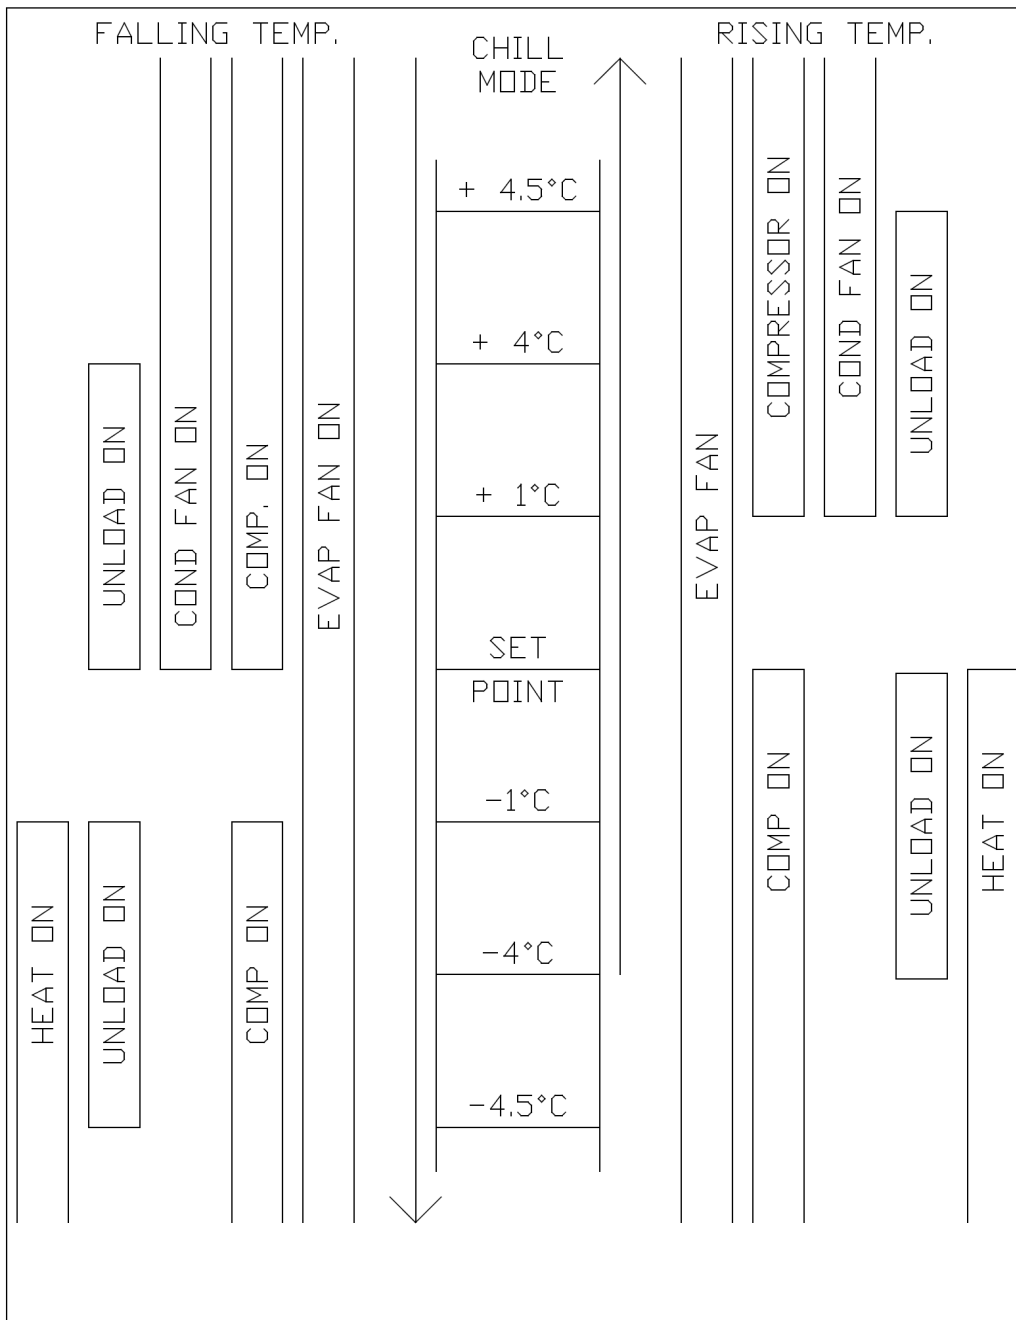 FALLING TEMP.
CHILL
MODE
RISING TEMP.
+ 4.5°C
+ 4°C
+ 1°C
SET
POINT
-1°C
-4°C
-4.5°C
UNLOAD ON
COND FAN ON
COMP. ON
EVAP FAN ON
HEAT ON
UNLOAD ON
COMP ON
EVAP FAN
COMPRESSOR ON
COND FAN ON
UNLOAD ON
COMP ON
UNLOAD ON
HEAT ON